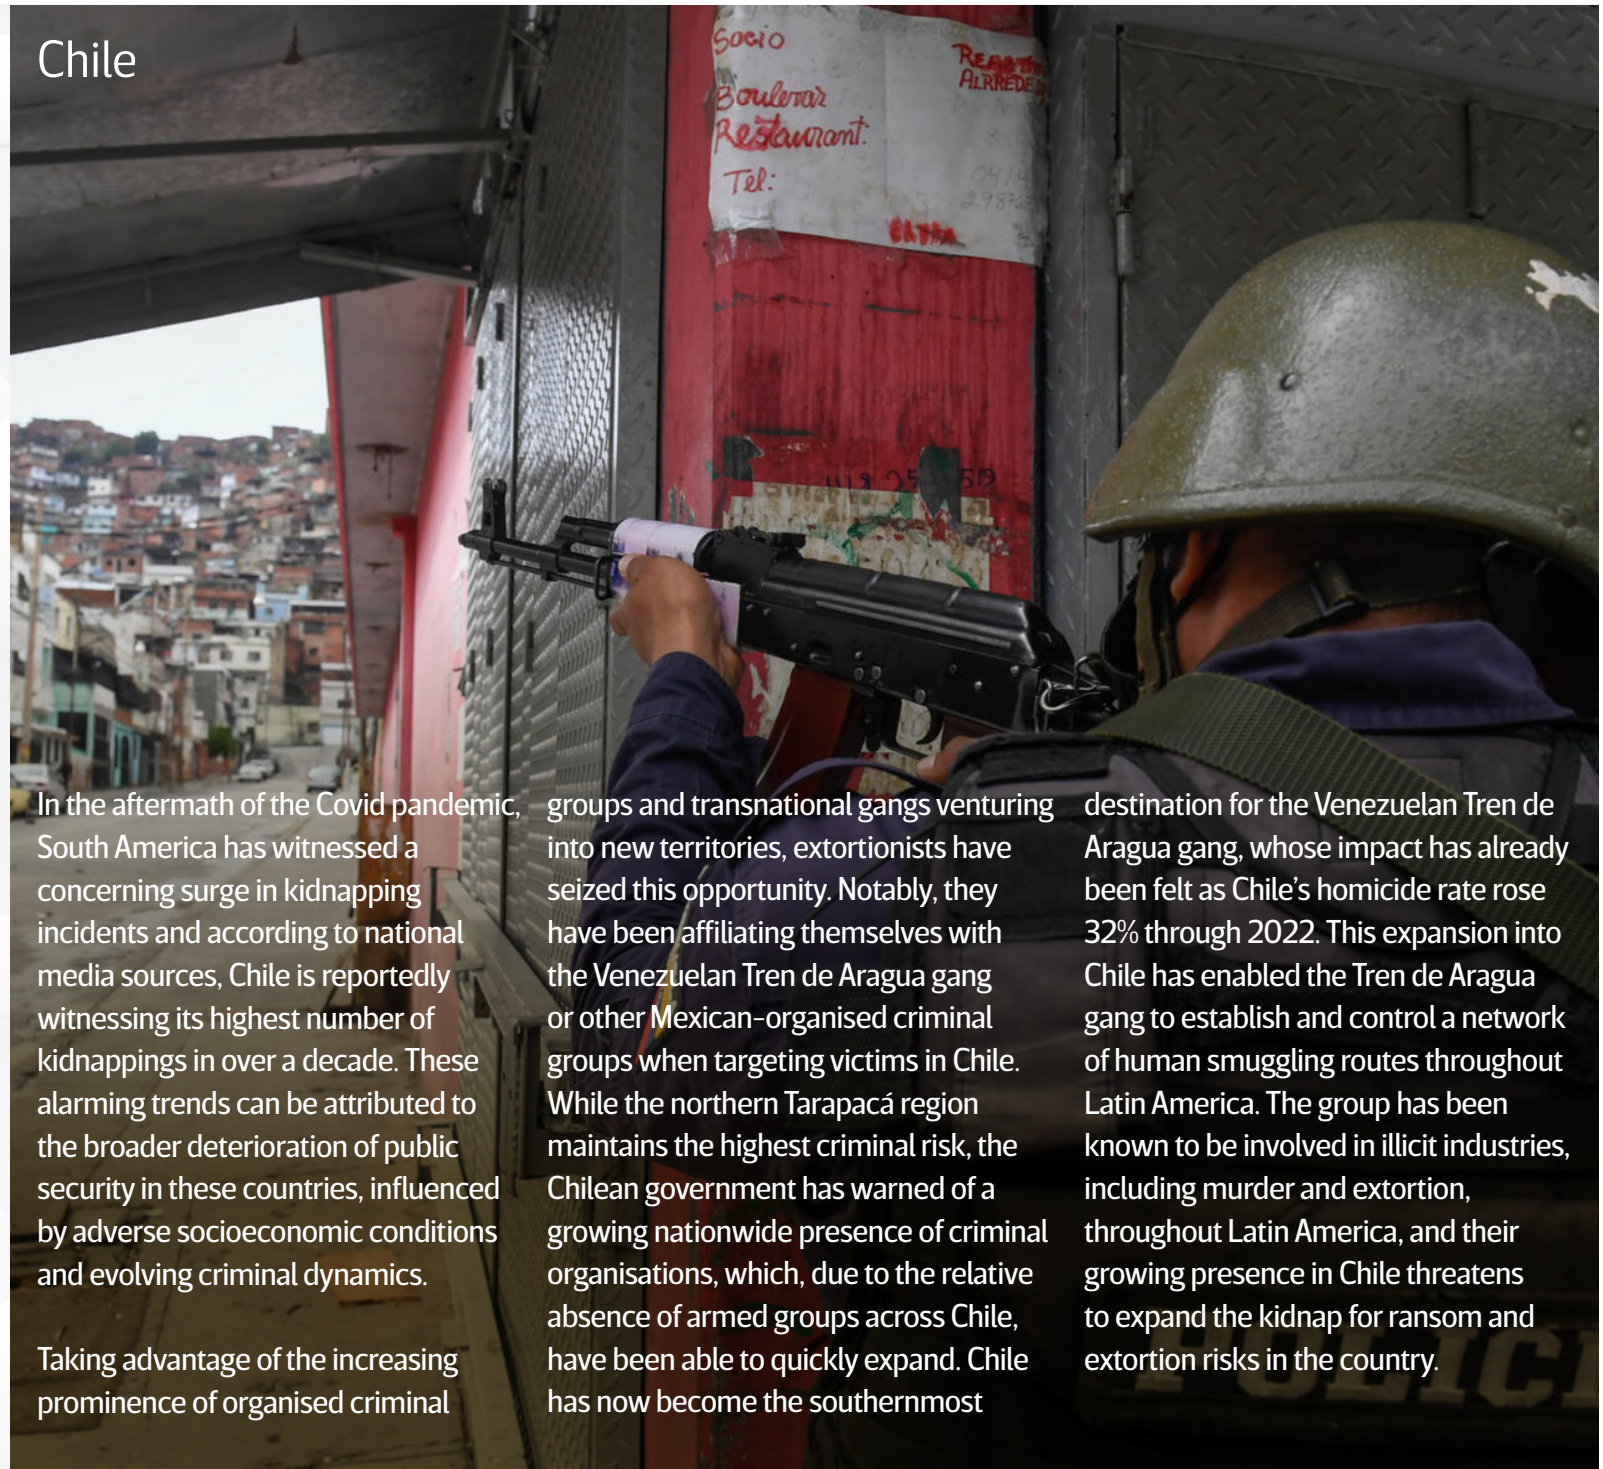 Chile
Socio
Boulevar
Restaurant:
Tel:
ALRREDE
In the aftermath of the Covid pandemic,
South America has witnessed a
concerning surge in kidnapping
incidents and according to national
media sources, Chile is reportedly
witnessing its highest number of
kidnappings in over a decade. These
alarming trends can be attributed to
the broader deterioration of public
security in these countries, influenced
by adverse socioeconomic conditions
and evolving criminal dynamics.
Taking advantage of the increasing
prominence of organised criminal
groups and transnational gangs venturing
into new territories, extortionists have
seized this opportunity. Notably, they
have been affiliating themselves with
the Venezuelan Tren de Aragua gang
or other Mexican-organised criminal
groups when targeting victims in Chile.
While the northern Tarapacá region
maintains the highest criminal risk, the
Chilean government has warned of a
growing nationwide presence of criminal
organisations, which, due to the relative
absence of armed groups across Chile,
have been able to quickly expand. Chile
has now become the southernmost
destination for the Venezuelan Tren de
Aragua gang, whose impact has already
been felt as Chile's homicide rate rose
32% through 2022. This expansion into
Chile has enabled the Tren de Aragua
gang to establish and control a network
of human smuggling routes throughout
Latin America. The group has been
known to be involved in illicit industries,
including murder and extortion,
throughout Latin America, and their
growing presence in Chile threatens
to expand the kidnap for ransom and
extortion risks in the country.
POLICI